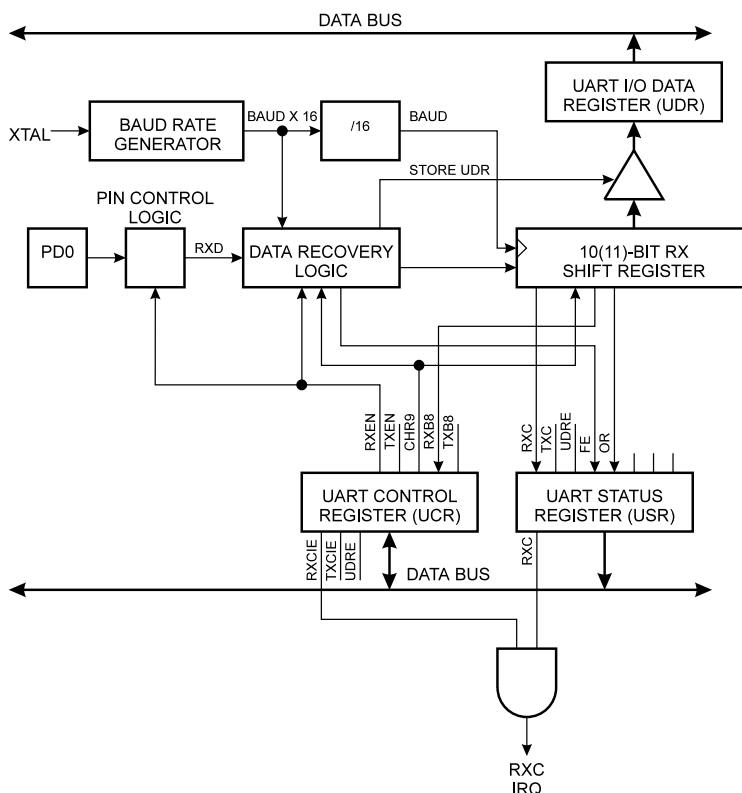 DATA BUS
UART I/O DATA
REGISTER (UDR)
XTAL
BAUD RATE
GENERATOR
BAUD X 16
/16
BAUD
STORE UDR
PIN CONTROL
LOGIC
PD0
RXD
DATA RECOVERY
LOGIC
10(11)-BIT RX
SHIFT REGISTER
RXEN
TXEN
CHR9
RXB8
TXB8
RXC
TXC
UDRE
FE
OR
UART CONTROL
REGISTER (UCR)
UART STATUS
REGISTER (USR)
RXCIE
TXCIE
UDRE
RXC
DATA BUS
RXC
IRQ